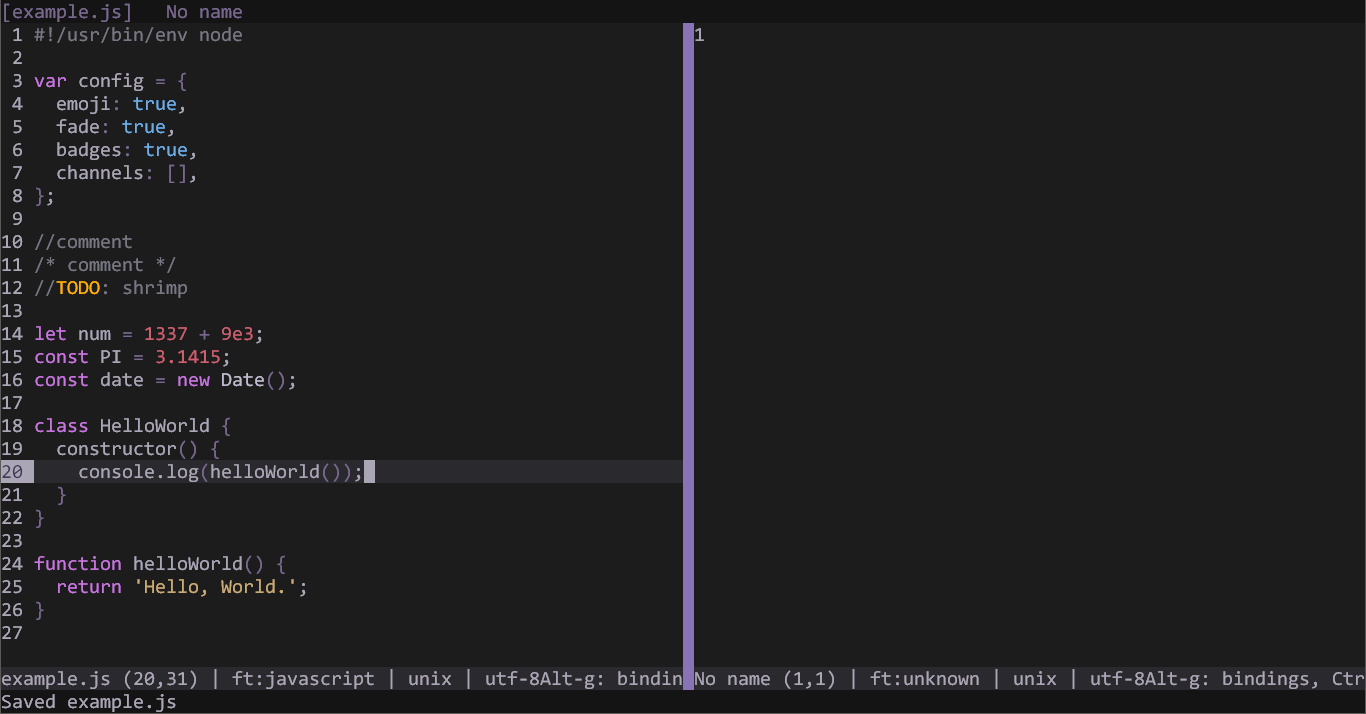 [example.js]   No name
1 #!/usr/bin/env node
2
3 var config = {
4   emoji: true,
5   fade: true,
6   badges: true,
7   channels: [],
8 };
9
10 //comment
11 /* comment */
12 //TODO: shrimp
13
14 let num = 1337 + 9e3;
15 const PI = 3.1415;
16 const date = new Date();
17
18 class HelloWorld {
19   constructor() {
20     console.log(helloWorld());
21   }
22 }
23
24 function helloWorld() {
25   return 'Hello, World.';
26 }
27
example.js (20,31) | ft:javascript | unix | utf-8Alt-g: bindin
1
No name (1,1) | ft:unknown | unix | utf-8Alt-g: bindings, Ctr
Saved example.js